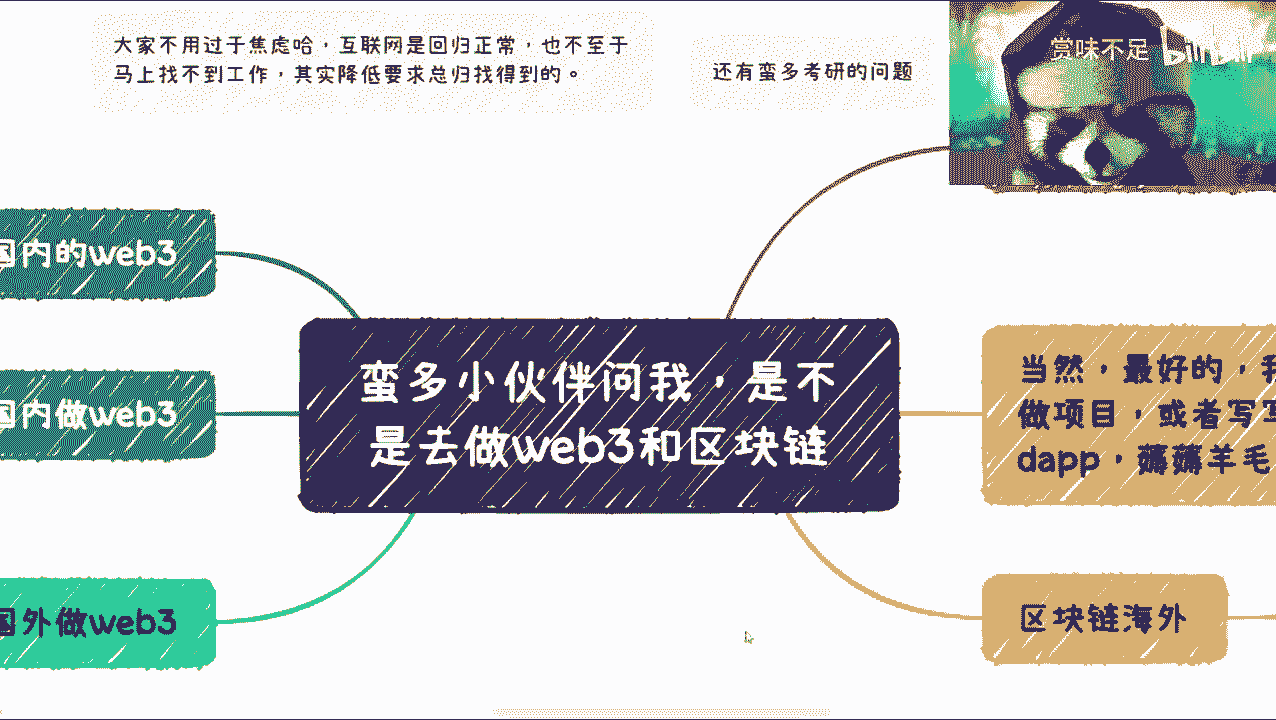 大家不用过于焦虑哈，互联网是回归正常，也不至于
马上找不到工作，其实降低要求总归找得到的。
还有蛮多考研的问题
赏味不足 bilibili
国内的web3
国内做web3
国外做web3
蛮多小伙伴问我，是不
是去做web3和区块链
当然，最好的，我
做项目，或者写写
dapp，薅薅羊毛
区块链海外